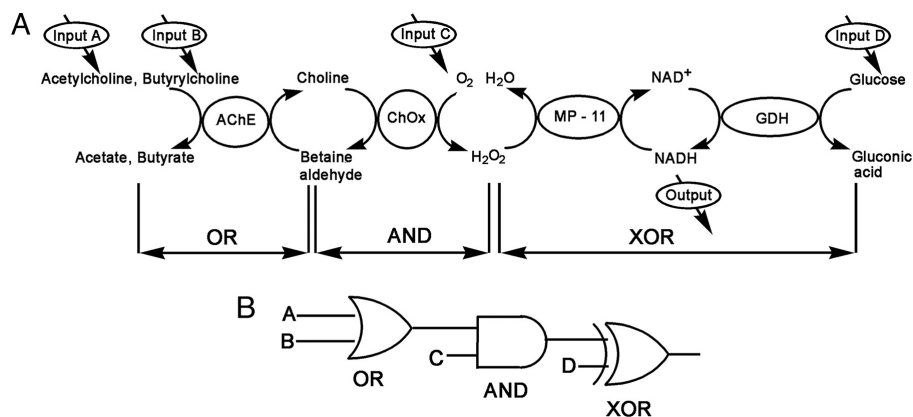 A
Input A Input B Input C Input D
Acetylcholine, Butyrylcholine Choline O₂ H₂O NAD⁺ Glucose
AChE ChOx MP - 11 GDH
Acetate, Butyrate Betaine aldehyde H₂O₂ NADH Gluconic acid
Output
OR AND XOR
B
A
B
C
D
OR
AND
XOR